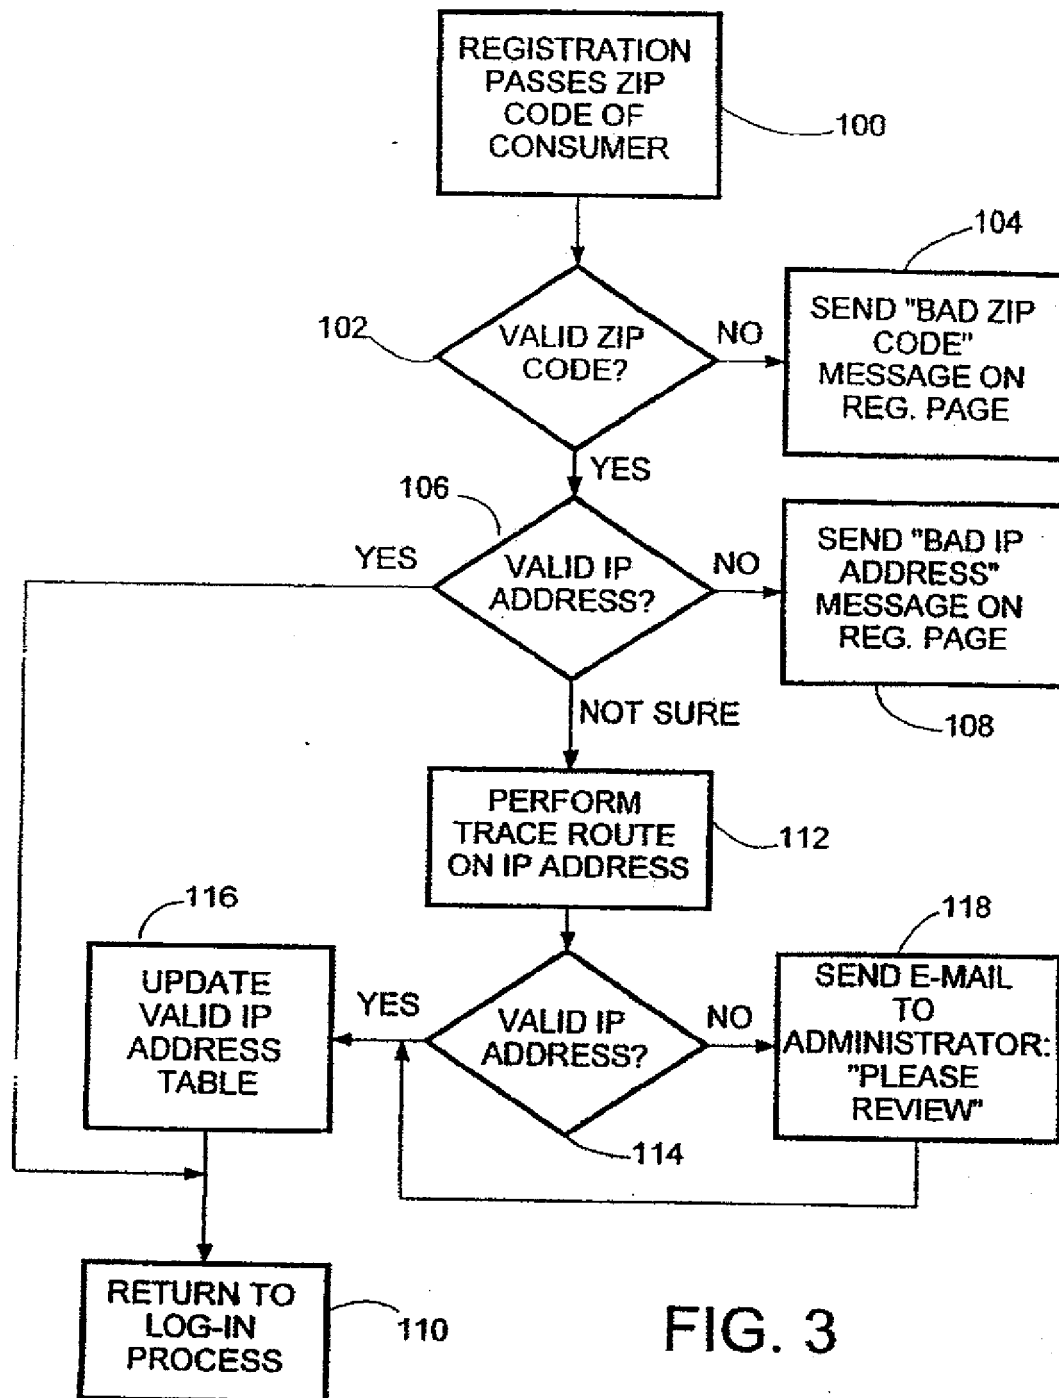 REGISTRATION
PASSES ZIP
CODE OF
CONSUMER
100
102
VALID ZIP
CODE?
NO
104
SEND "BAD ZIP
CODE"
MESSAGE ON
REG. PAGE
YES
106
YES
VALID IP
ADDRESS?
NO
SEND "BAD IP
ADDRESS"
MESSAGE ON
REG. PAGE
108
NOT SURE
PERFORM
TRACE ROUTE
ON IP ADDRESS
112
116
UPDATE
VALID IP
ADDRESS
TABLE
YES
VALID IP
ADDRESS?
114
NO
118
SEND E-MAIL
TO
ADMINISTRATOR:
"PLEASE
REVIEW"
RETURN TO
LOG-IN
PROCESS
110
FIG. 3